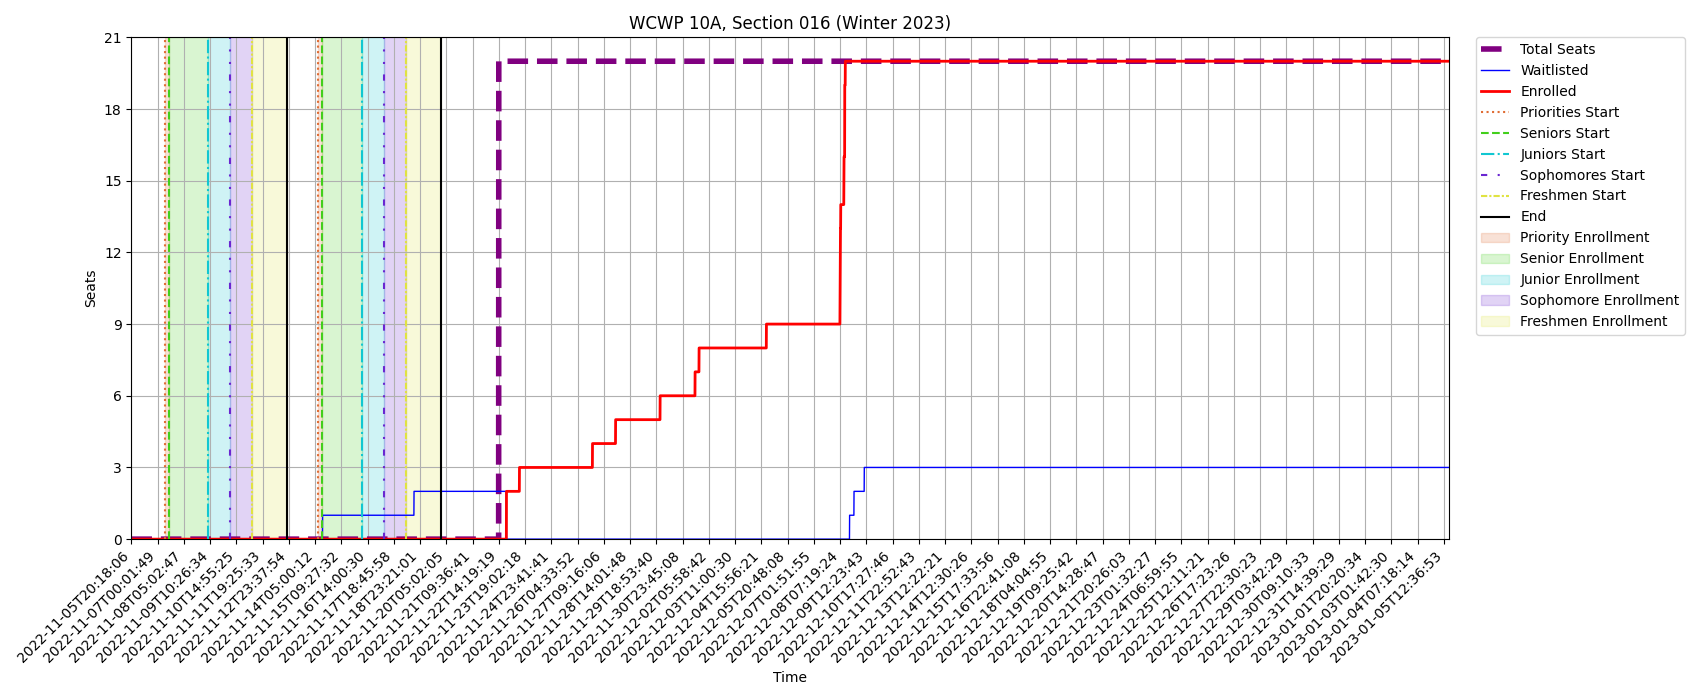 WCWP 10A, Section 016 (Winter 2023)
21
18
15
12
9
6
3
0
Seats
2022-11-05T20:18:06
2022-11-07T00:01:49
2022-11-08T05:02:47
2022-11-09T10:26:34
2022-11-10T14:55:25
2022-11-11T19:25:33
2022-11-12T23:37:54
2022-11-14T05:00:12
2022-11-15T09:27:32
2022-11-16T14:00:30
2022-11-17T18:45:58
2022-11-18T23:21:01
2022-11-20T05:02:05
2022-11-21T09:36:41
2022-11-22T14:19:19
2022-11-23T19:02:18
2022-11-24T23:41:41
2022-11-26T04:33:52
2022-11-27T09:16:06
2022-11-28T14:01:48
2022-11-29T18:53:40
2022-11-30T23:45:08
2022-12-02T05:58:42
2022-12-03T11:00:30
2022-12-04T15:56:21
2022-12-05T20:48:08
2022-12-07T01:51:55
2022-12-08T07:19:24
2022-12-09T12:23:43
2022-12-10T17:27:46
2022-12-11T22:52:43
2022-12-13T12:22:21
2022-12-14T12:30:26
2022-12-15T17:33:56
2022-12-16T22:41:08
2022-12-18T04:04:55
2022-12-19T09:25:42
2022-12-20T14:28:47
2022-12-21T20:26:03
2022-12-23T01:32:27
2022-12-24T06:59:55
2022-12-25T12:11:21
2022-12-26T17:23:26
2022-12-27T22:30:23
2022-12-29T03:42:29
2022-12-30T09:10:33
2022-12-31T14:39:29
2023-01-01T20:20:34
2023-01-03T01:42:30
2023-01-04T07:18:14
2023-01-05T12:36:53
Time
Total Seats
Waitlisted
Enrolled
Priorities Start
Seniors Start
Juniors Start
Sophomores Start
Freshmen Start
End
Priority Enrollment
Senior Enrollment
Junior Enrollment
Sophomore Enrollment
Freshmen Enrollment